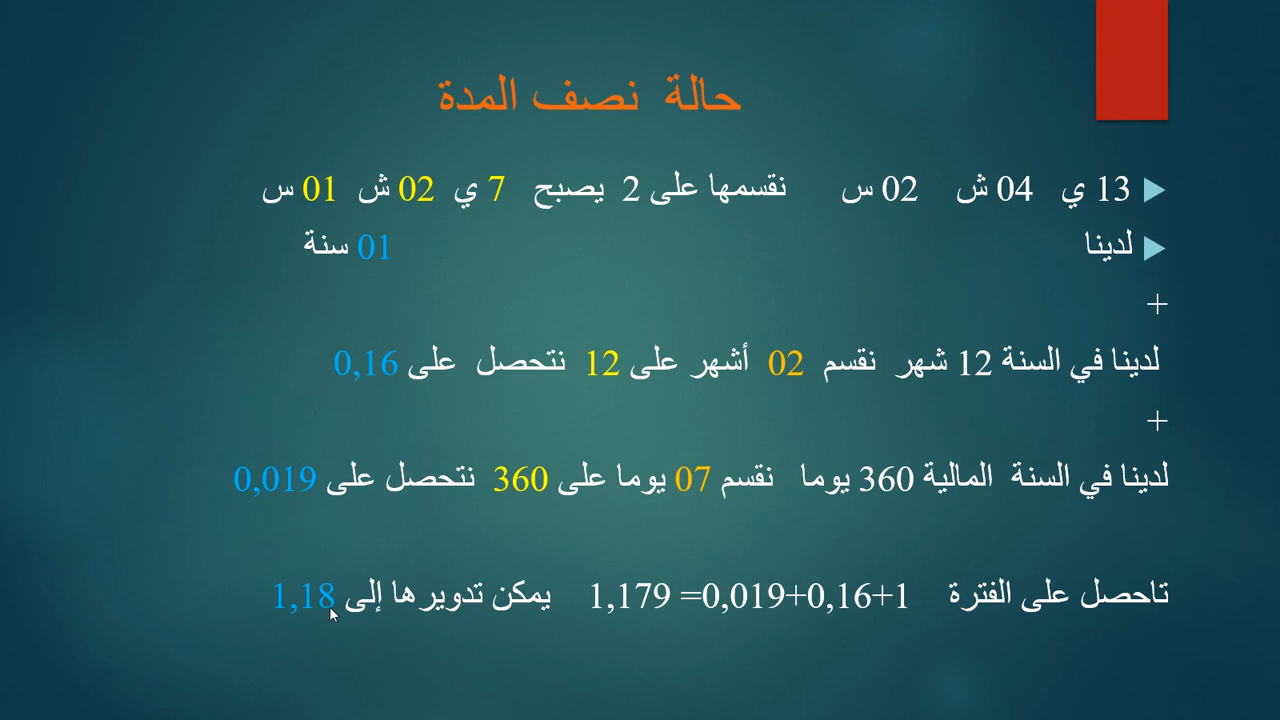 حالة نصف المدة
13 ي 04 ش 02 س نقسمها على 2 يصبح 7 ي 02 ش 01 س
لدينا 01 سنة
+
لدينا في السنة 12 شهر نقسم 02 أشهر على 12 نتحصل على 0,16
+
لدينا في السنة المالية 360 يوما نقسم 07 يوما على 360 نتحصل على 0,019
تاحصل على الفترة 1+0,16+0,019= 1,179 يمكن تدويرها إلى 1,18